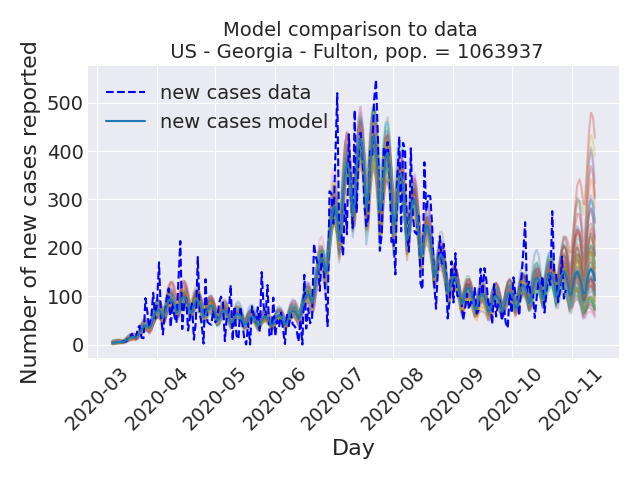 Model comparison to data
US - Georgia - Fulton, pop. = 1063937
Number of new cases reported
500
400
300
200
100
0
new cases data
new cases model
2020-03
2020-04
2020-05
2020-06
2020-07
2020-08
2020-09
2020-10
2020-11
Day